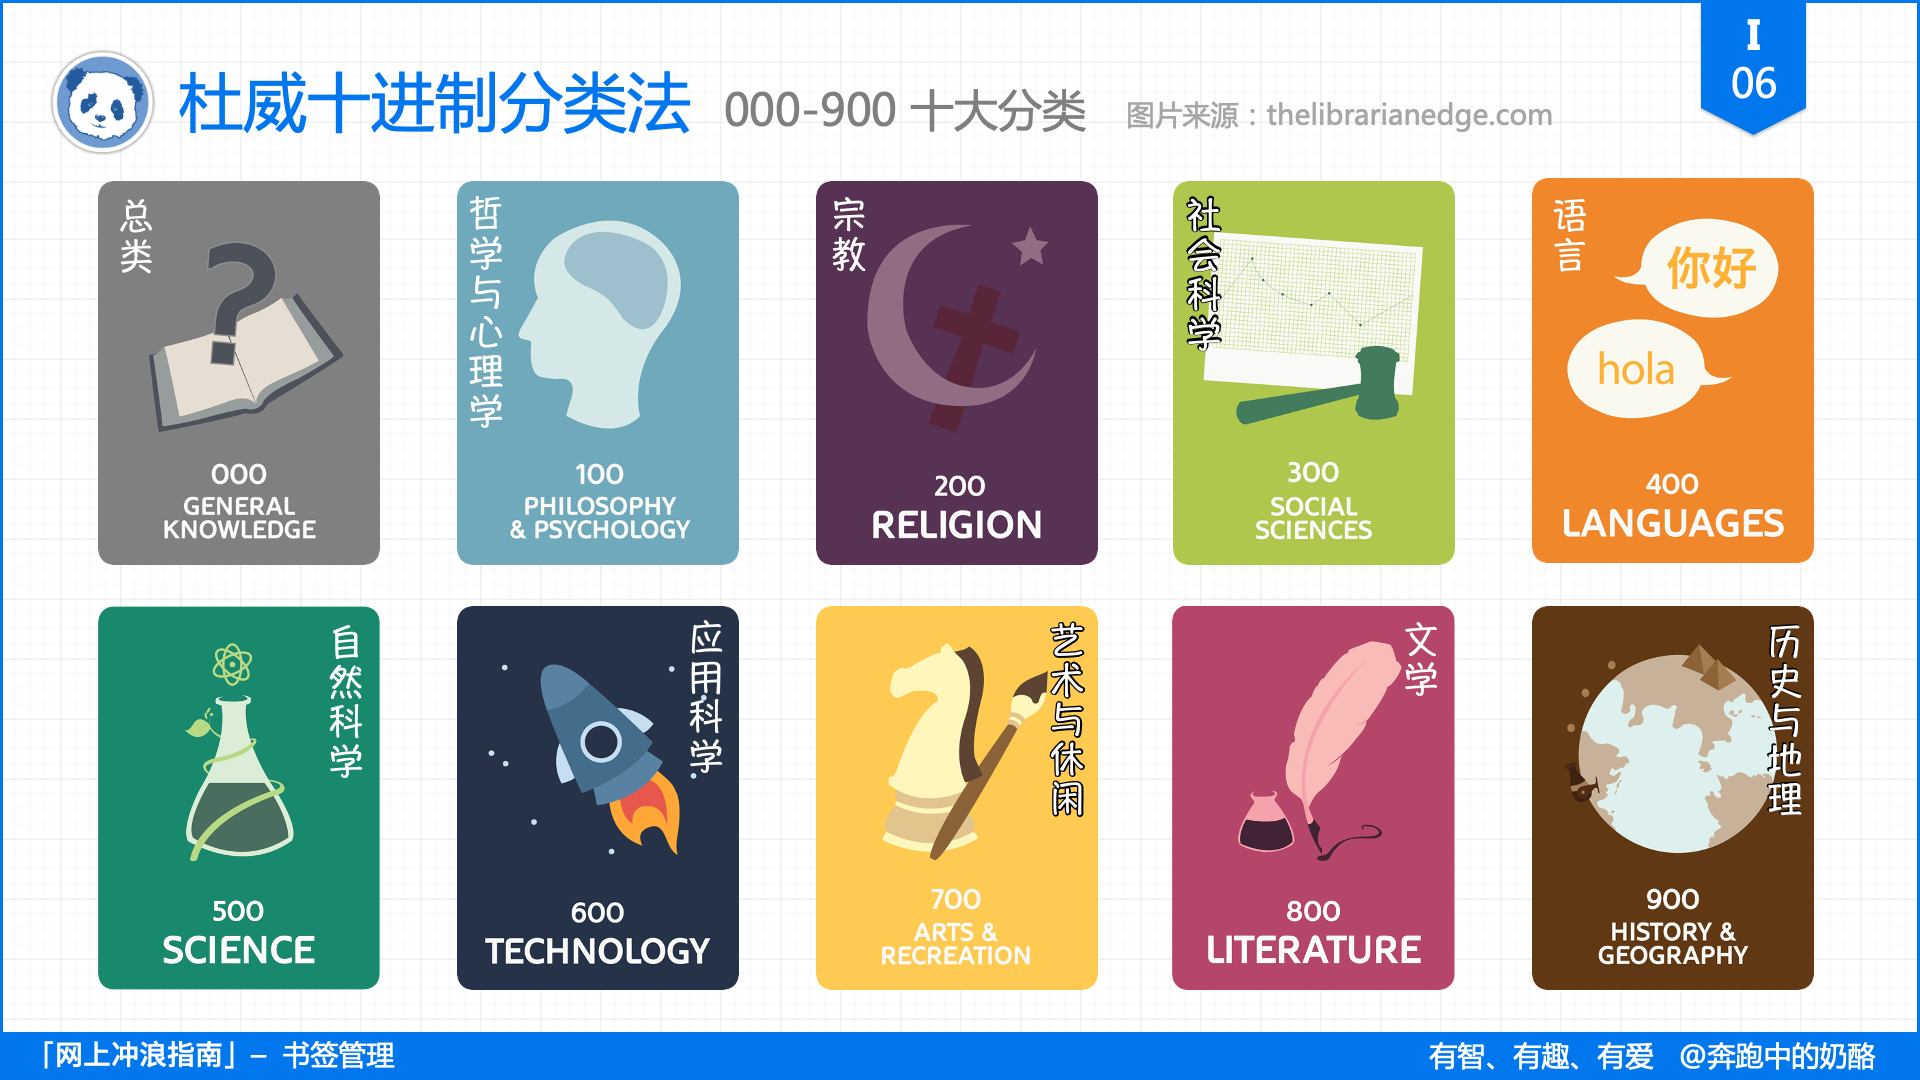 杜威十进制分类法 000-900 十大分类 图片来源：thelibrarianedge.com
I
06
总类
000
GENERAL
KNOWLEDGE
哲学与心理学
100
PHILOSOPHY
& PSYCHOLOGY
宗教
200
RELIGION
社会科学
300
SOCIAL
SCIENCES
语言
你好
hola
400
LANGUAGES
自然科学
500
SCIENCE
应用科学
600
TECHNOLOGY
艺术与休闲
700
ARTS &
RECREATION
文学
800
LITERATURE
历史与地理
900
HISTORY &
GEOGRAPHY
「网上冲浪指南」– 书签管理
有智、有趣、有爱 @奔跑中的奶酪